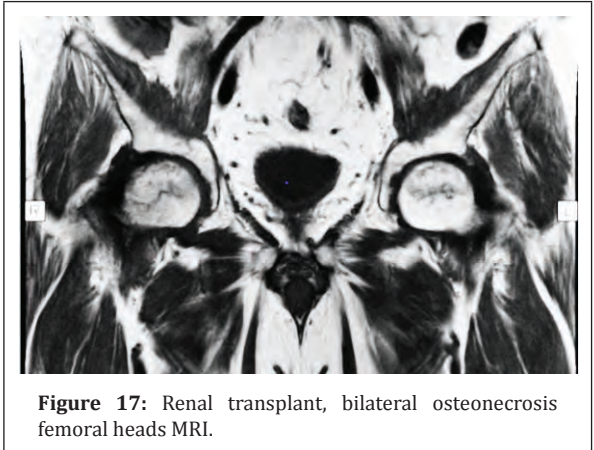 R
L
Figure 17: Renal transplant, bilateral osteonecrosis
femoral heads MRI.